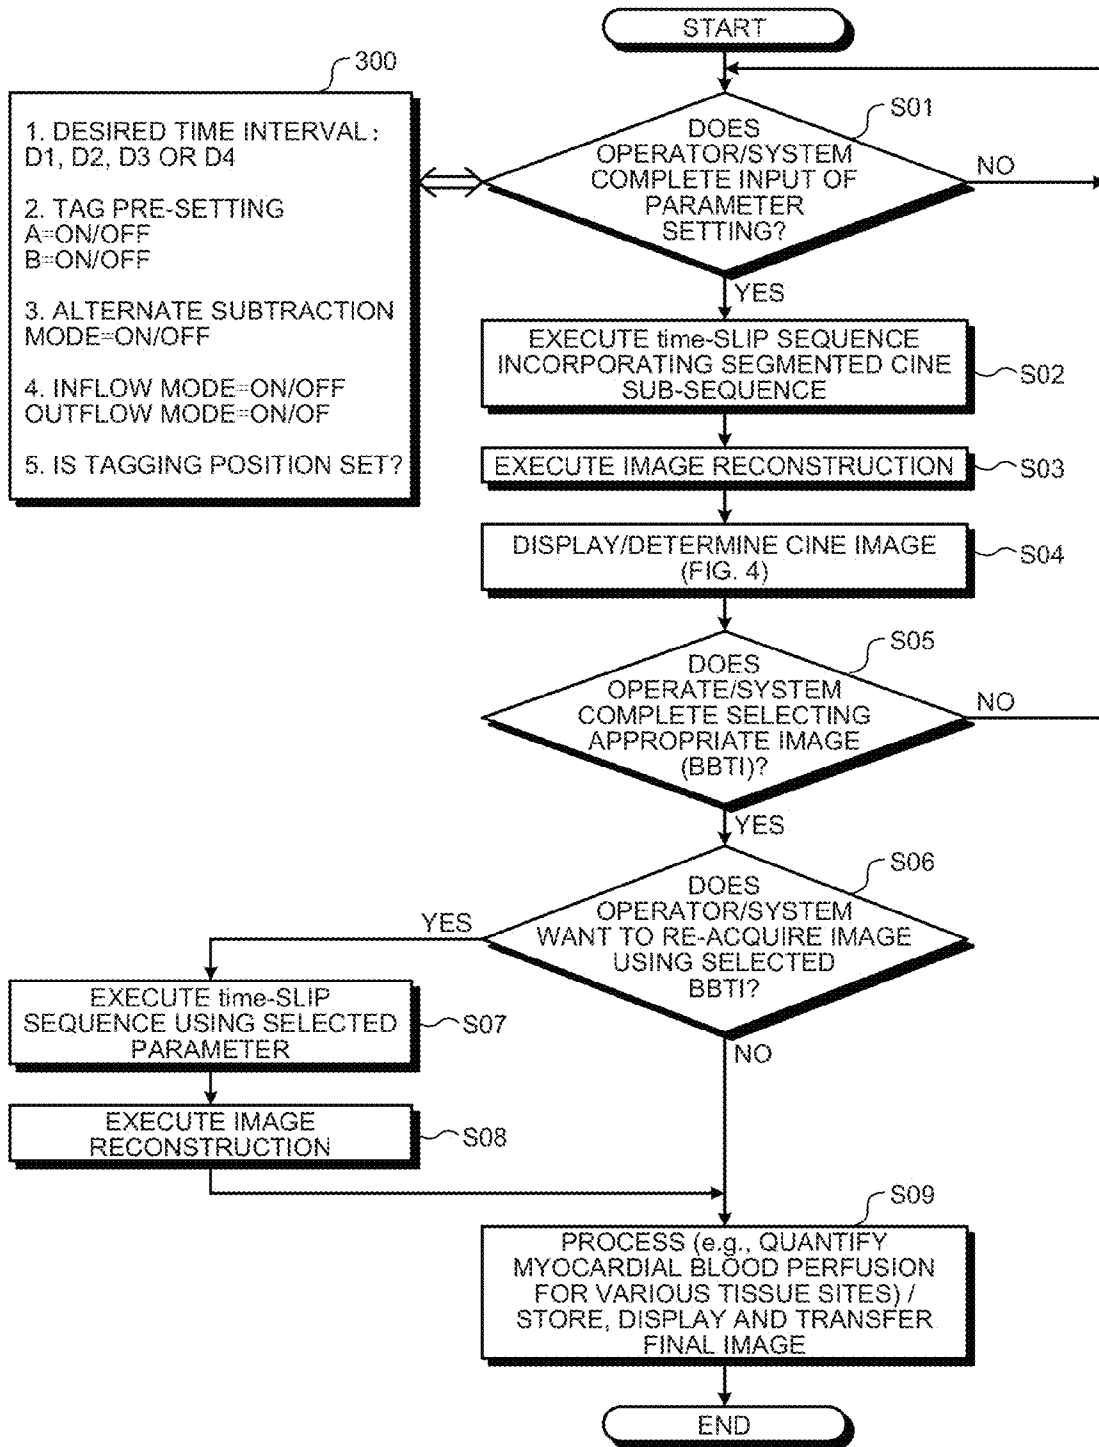 START
300
1. DESIRED TIME INTERVAL:
D1, D2, D3 OR D4
2. TAG PRE-SETTING
A=ON/OFF
B=ON/OFF
3. ALTERNATE SUBTRACTION
MODE=ON/OFF
4. INFLOW MODE=ON/OFF
OUTFLOW MODE=ON/OF
5. IS TAGGING POSITION SET?
S01
DOES
OPERATOR/SYSTEM
COMPLETE INPUT OF
PARAMETER
SETTING?
NO
YES
EXECUTE time-SLIP SEQUENCE
INCORPORATING SEGMENTED CINE
SUB-SEQUENCE
S02
EXECUTE IMAGE RECONSTRUCTION
S03
DISPLAY/DETERMINE CINE IMAGE
(FIG. 4)
S04
S05
DOES
OPERATE/SYSTEM
COMPLETE SELECTING
APPROPRIATE IMAGE
(BBTI)?
NO
YES
S06
DOES
OPERATOR/SYSTEM
WANT TO RE-ACQUIRE IMAGE
USING SELECTED
BBTI?
YES
NO
EXECUTE time-SLIP
SEQUENCE USING SELECTED
PARAMETER
S07
EXECUTE IMAGE
RECONSTRUCTION
S08
S09
PROCESS (e.g., QUANTIFY
MYOCARDIAL BLOOD PERFUSION
FOR VARIOUS TISSUE SITES) /
STORE, DISPLAY AND TRANSFER
FINAL IMAGE
END